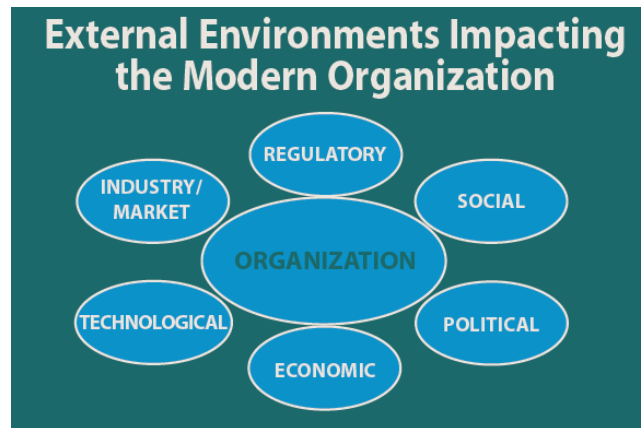 External Environments Impacting
the Modern Organization
REGULATORY
INDUSTRY/
MARKET
SOCIAL
ORGANIZATION
TECHNOLOGICAL
POLITICAL
ECONOMIC